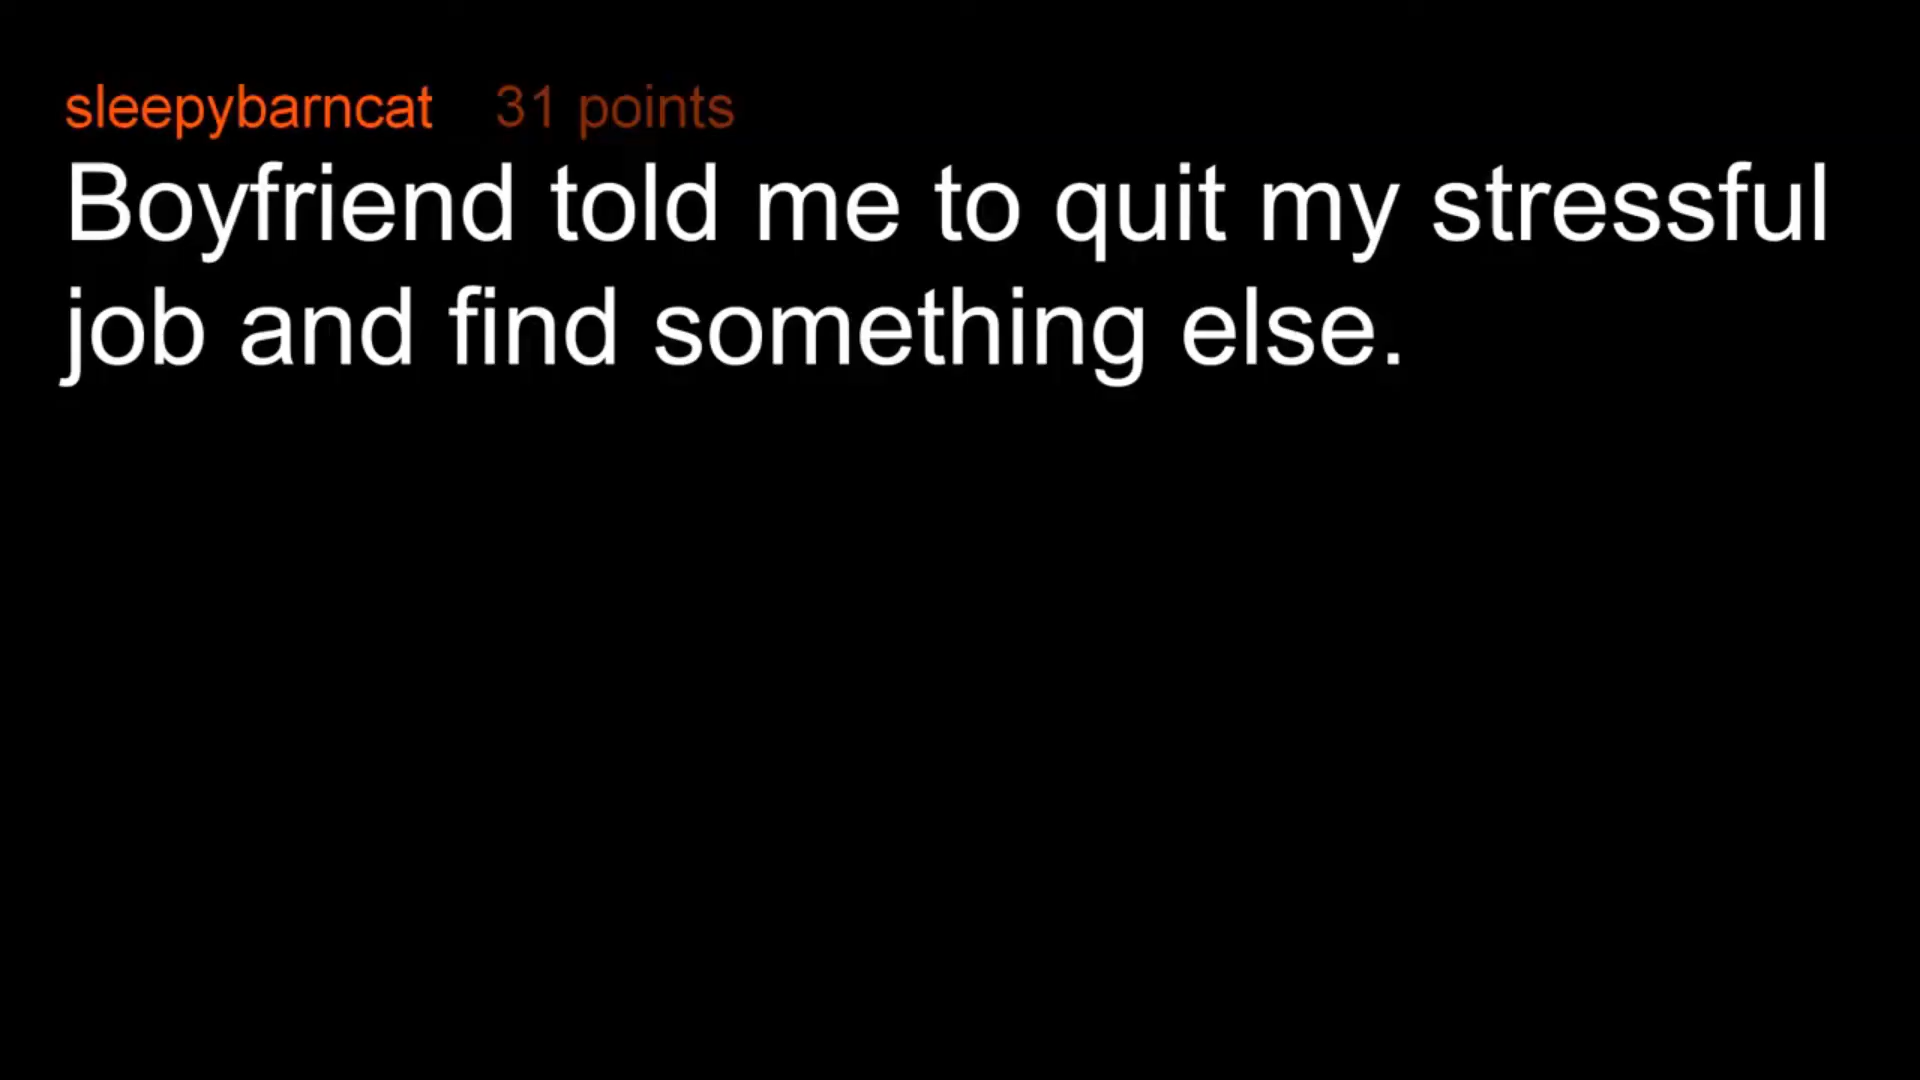 sleepybarncat 31 points
Boyfriend told me to quit my stressful
job and find something else.